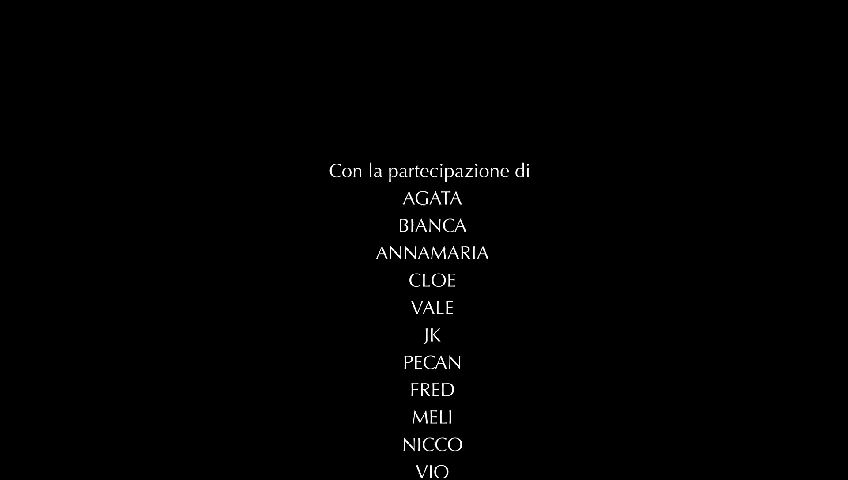 Con la partecipazione di
AGATA
BIANCA
ANNAMARIA
CLOE
VALE
JK
PECAN
FRED
MELI
NICCO
VIO